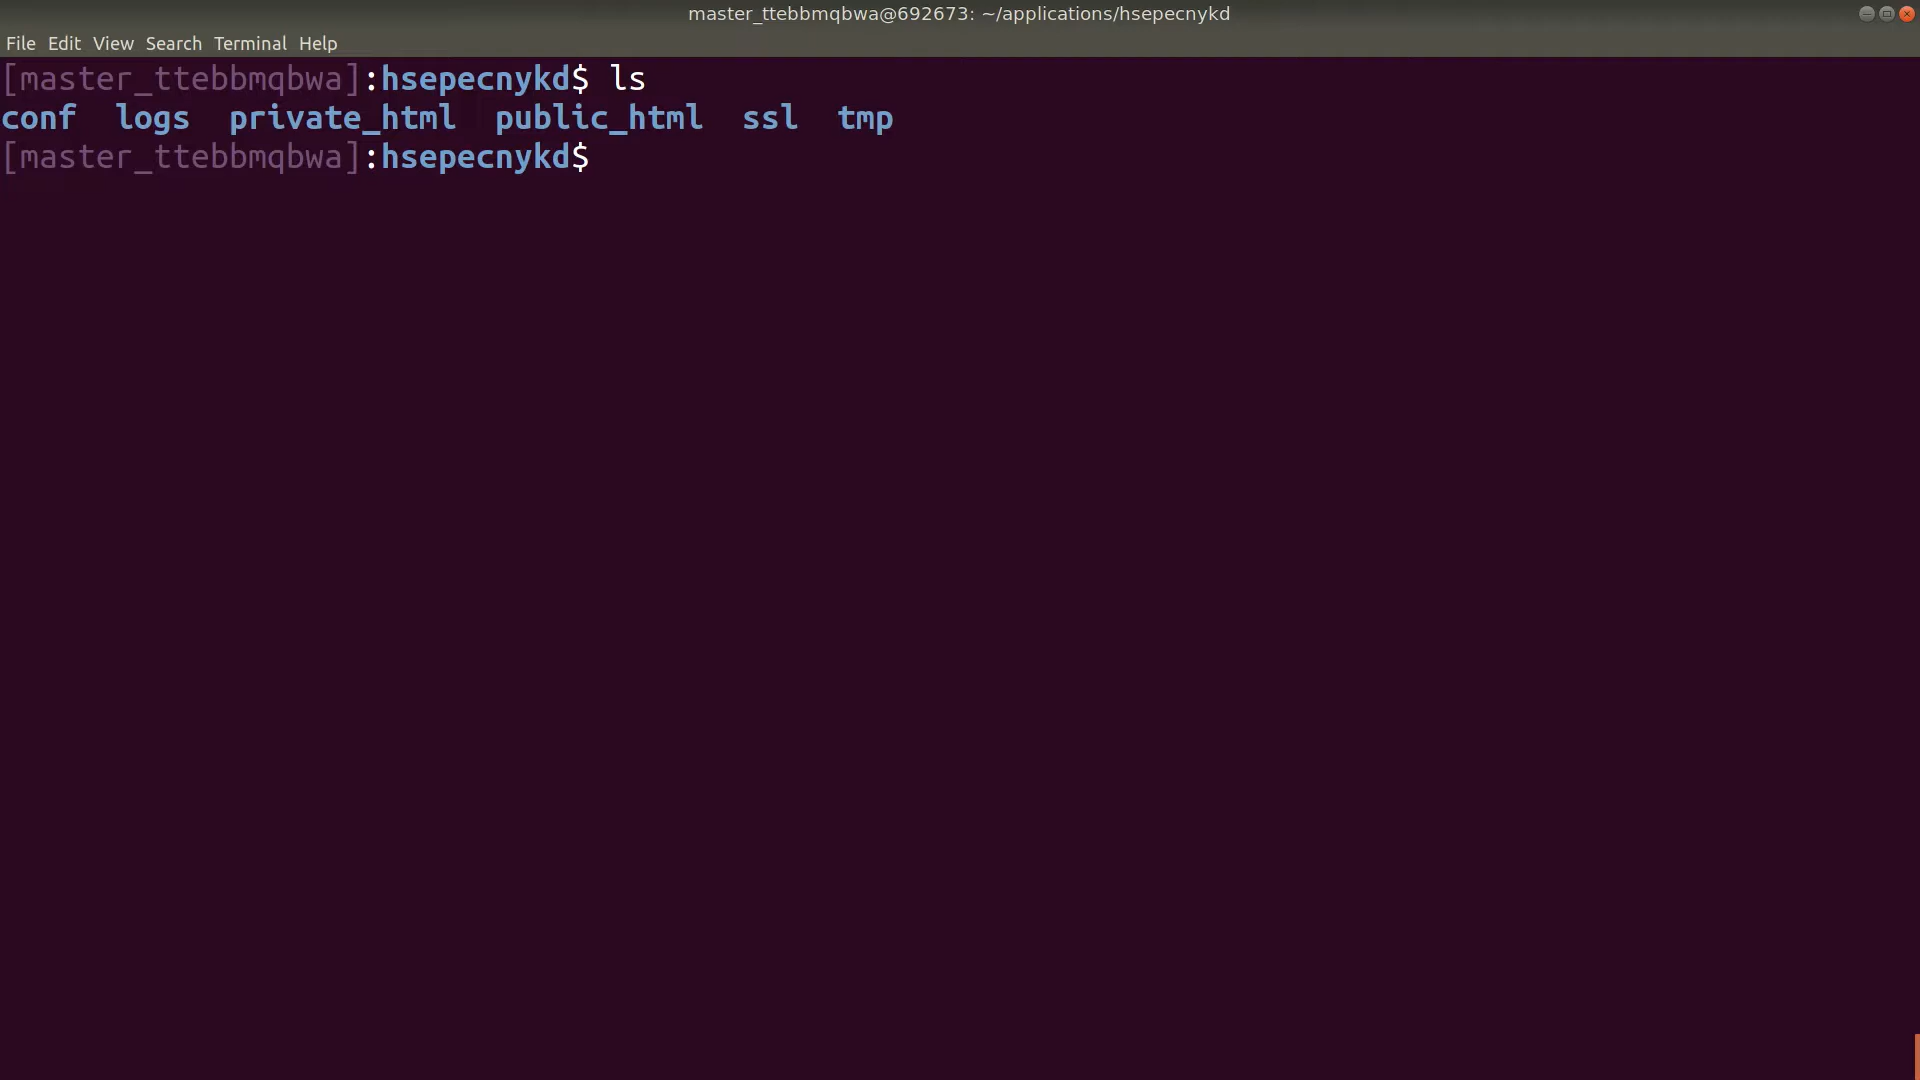 master_ttebbmqbwa@692673: ~/applications/hsepecnykd
File Edit View Search Terminal Help
[master_ttebbmqbwa]:hsepecnykd$ ls
conf  logs  private_html  public_html  ssl  tmp
[master_ttebbmqbwa]:hsepecnykd$